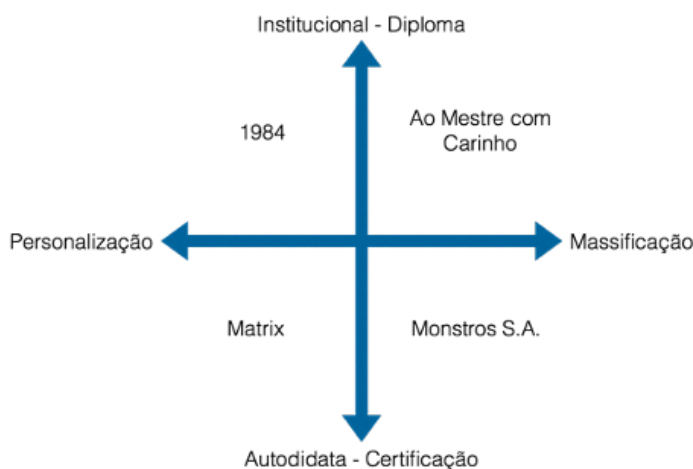 Institucional - Diploma
1984
Ao Mestre com
Carinho
Personalização
Massificação
Matrix
Monstros S.A.
Autodidata - Certificação